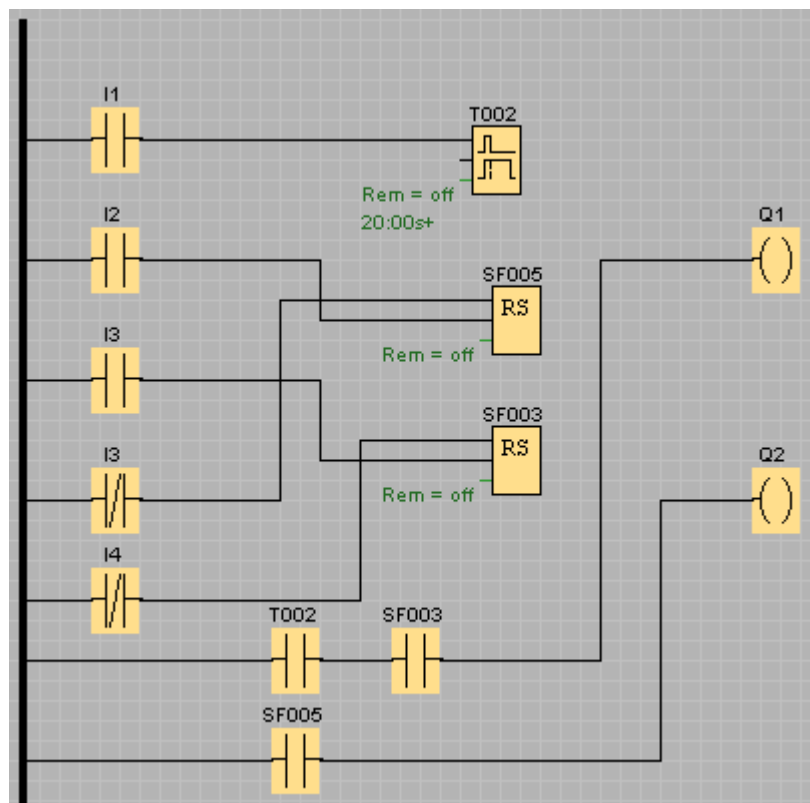 I1
T002
Rem = off
20:00s+
I2
Q1
SF005
RS
Rem = off
I3
SF003
RS
Rem = off
I3
Q2
I4
T002 SF003
SF005